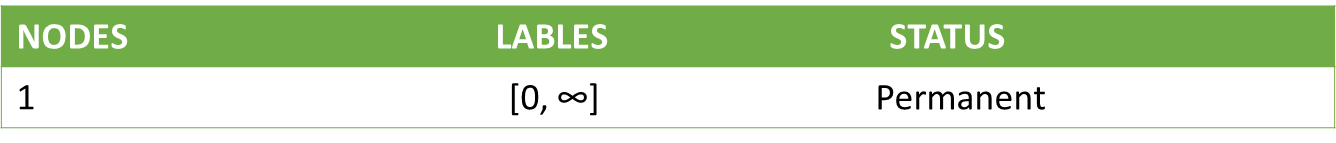 NODES LABLES STATUS
1 [0, ∞] Permanent